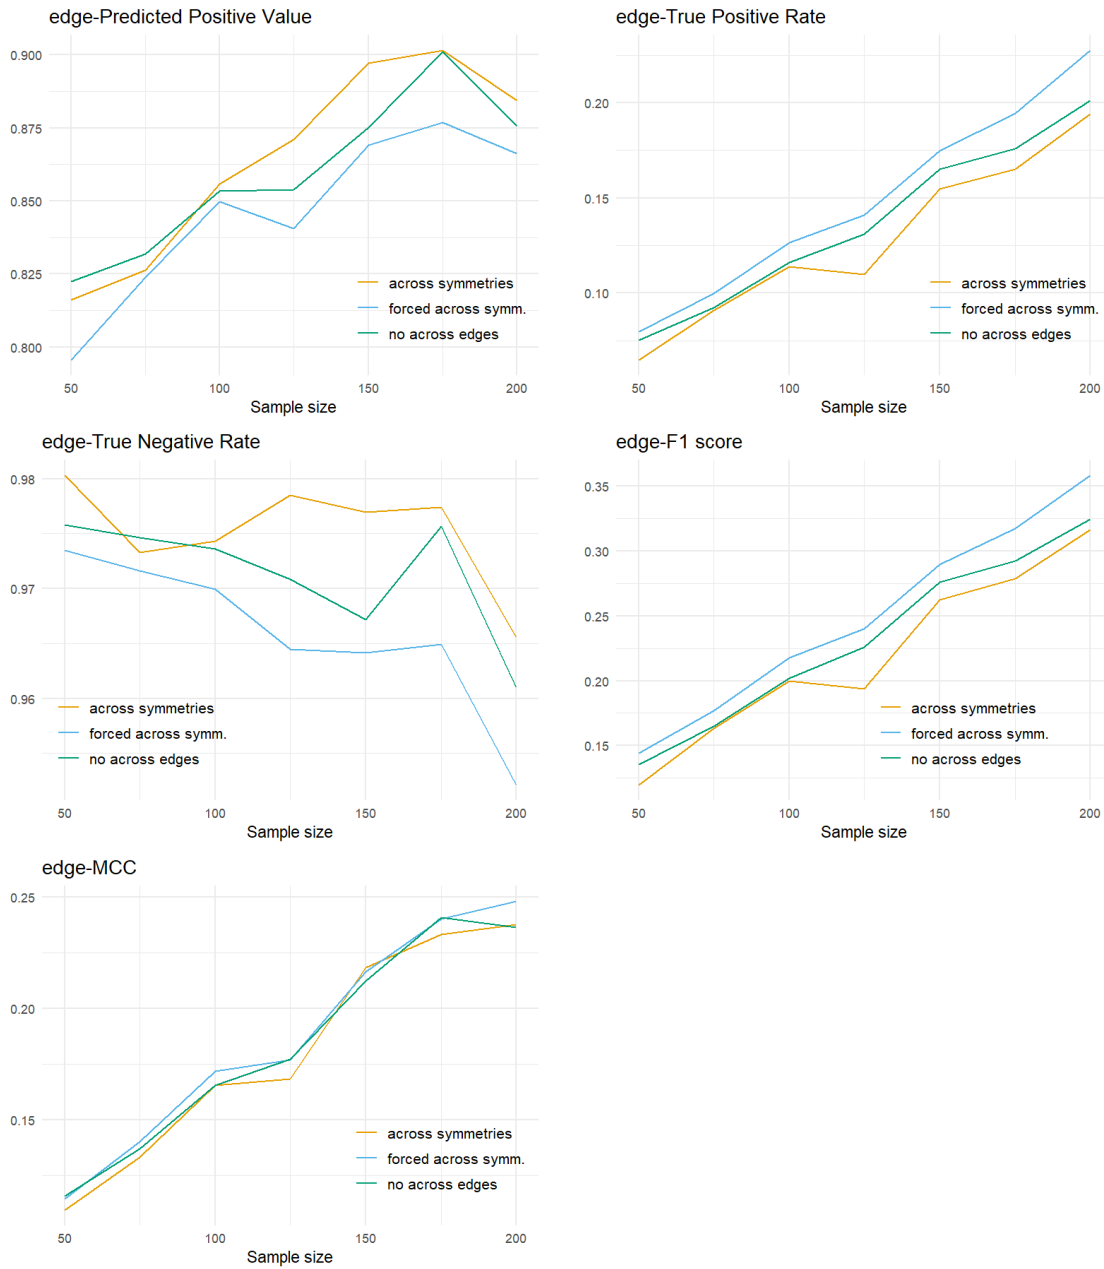 edge-Predicted Positive Value
0.900
0.875
0.850
0.825
0.800
across symmetries
forced across symm.
no across edges
50 100 150 200
Sample size
edge-True Positive Rate
0.20
0.15
0.10
across symmetries
forced across symm.
no across edges
50 100 150 200
Sample size
edge-True Negative Rate
0.98
0.97
0.96
across symmetries
forced across symm.
no across edges
50 100 150 200
Sample size
edge-F1 score
0.35
0.30
0.25
0.20
0.15
across symmetries
forced across symm.
no across edges
50 100 150 200
Sample size
edge-MCC
0.25
0.20
0.15
across symmetries
forced across symm.
no across edges
50 100 150 200
Sample size